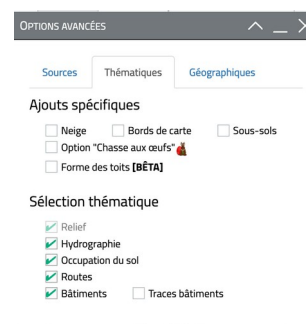 OPTIONS AVANCÉES
Sources Thématiques Géographiques
Ajouts spécifiques
Neige Bords de carte Sous-sols
Option "Chasse aux œufs"
Forme des toits [BÊTA]
Sélection thématique
Relief
Hydrographie
Occupation du sol
Routes
Bâtiments Traces bâtiments